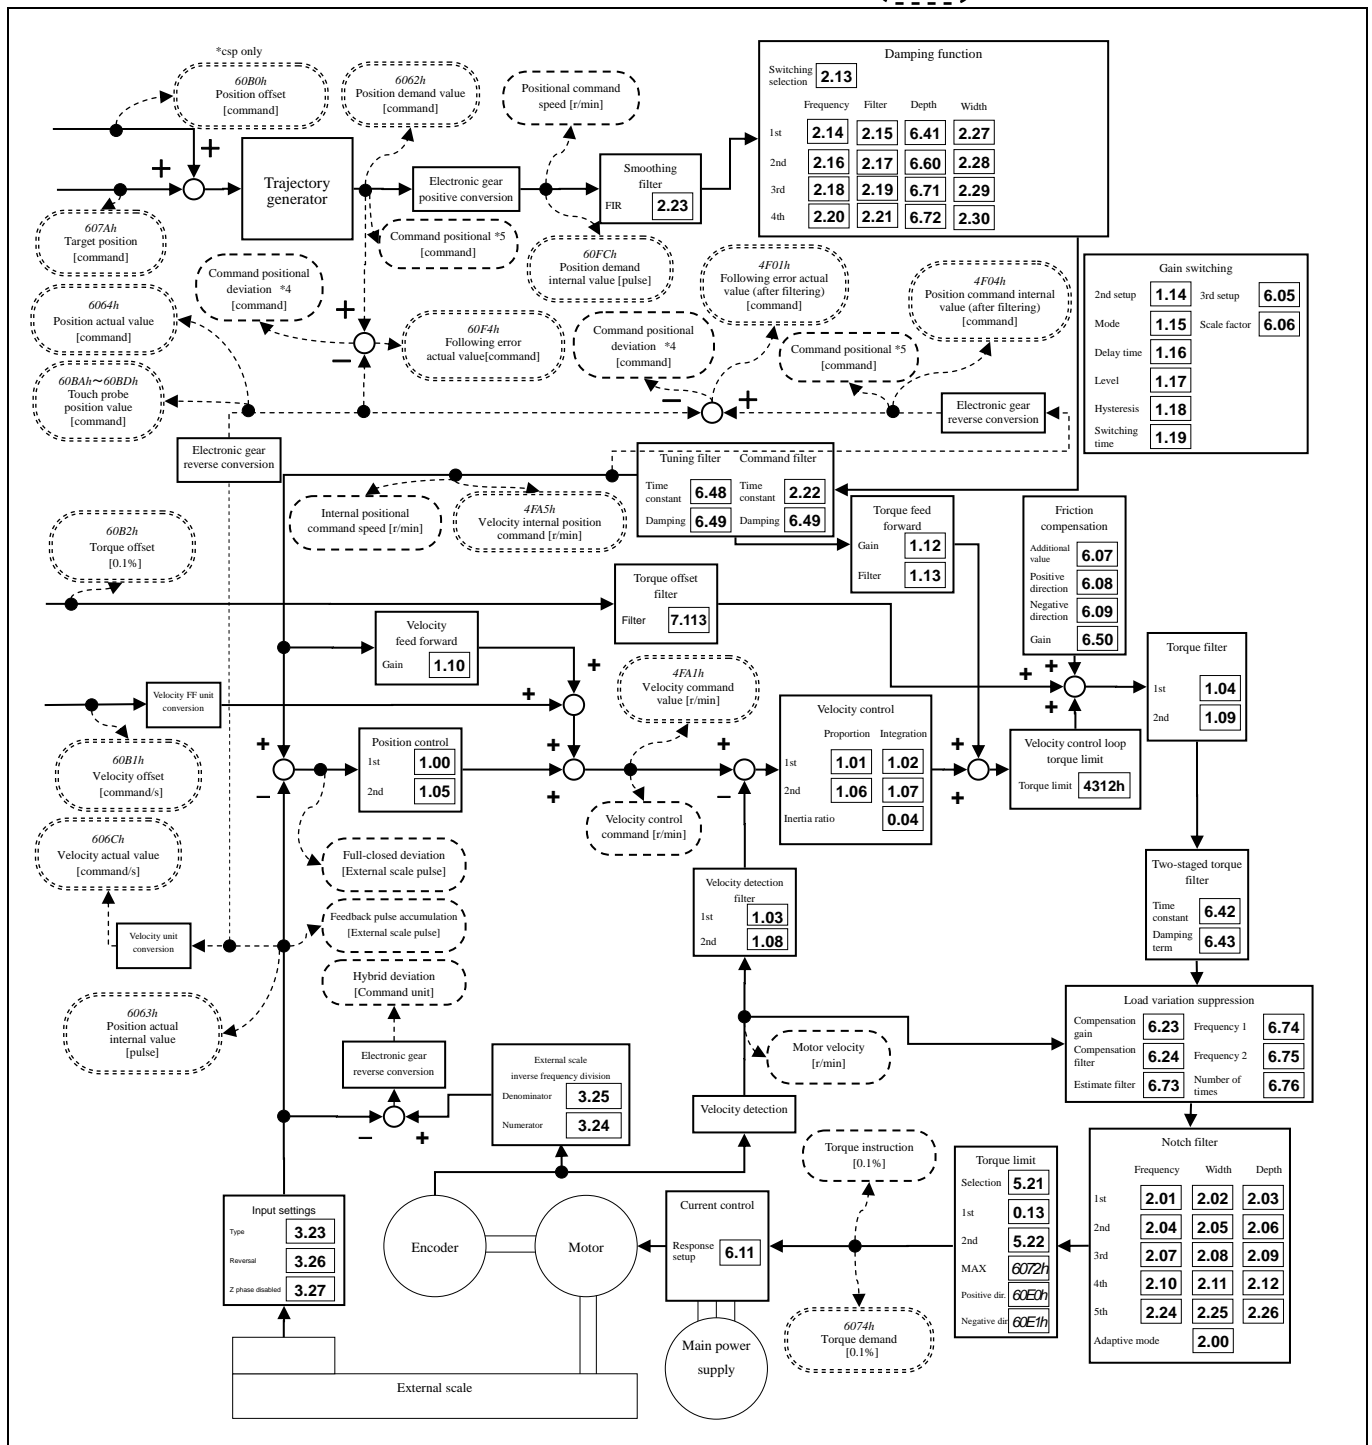 *csp only
60B0h
Position offset
[command]
6062h
Position demand value
[command]
Positional command
speed [r/min]
Damping function
Switching
selection 2.13
Frequency Filter Depth Width
1st 2.14 2.15 6.41 2.27
2nd 2.16 2.17 6.60 2.28
3rd 2.18 2.19 6.71 2.29
4th 2.20 2.21 6.72 2.30
+
+
Trajectory
generator
Electronic gear
positive conversion
Smoothing
filter
FIR 2.23
607Ah
Target position
[command]
Command positional *5
[command]
60FCh
Position demand
internal value [pulse]
4F01h
Following error actual
value (after filtering)
[command]
4F04h
Position command internal
value (after filtering)
[command]
Gain switching
2nd setup 1.14 3rd setup 6.05
Mode 1.15 Scale factor 6.06
Delay time 1.16
Level 1.17
Hysteresis 1.18
Switching
time 1.19
Command positional
deviation *4
[command]
6064h
Position actual value
[command]
+
−
60F4h
Following error
actual value[command]
Command positional
deviation *4
[command]
Command positional *5
[command]
60BAh～60BDh
Touch probe
position value
[command]
−
+
Electronic gear
reverse conversion
Electronic gear
reverse conversion
Tuning filter Command filter
Time
constant 6.48 Time
constant 2.22
Damping 6.49 Damping 6.49
Internal positional
command speed [r/min]
4FA5h
Velocity internal position
command [r/min]
Torque feed
forward
Gain 1.12
Filter 1.13
Friction
compensation
Additional
value 6.07
Positive
direction 6.08
Negative
direction 6.09
Gain 6.50
60B2h
Torque offset
[0.1%]
Torque offset
filter
Filter 7.113
Velocity
feed forward
Gain 1.10
+
+
4FA1h
Velocity command
value [r/min]
+
+
+
Torque filter
1st 1.04
2nd 1.09
Velocity FF unit
conversion
60B1h
Velocity offset
[command/s]
+
−
Position control
1st 1.00
2nd 1.05
+
+
+
−
Velocity control
Proportion Integration
1st 1.01 1.02
2nd 1.06 1.07
Inertia ratio 0.04
+
+
Velocity control loop
torque limit
Torque limit 4312h
Velocity control
command [r/min]
606Ch
Velocity actual value
[command/s]
Full-closed deviation
[External scale pulse]
Velocity detection
filter
1st 1.03
2nd 1.08
Two-staged torque
filter
Time
constant 6.42
Damping
term 6.43
Feedback pulse accumulation
[External scale pulse]
Velocity unit
conversion
Hybrid deviation
[Command unit]
6063h
Position actual
internal value
[pulse]
Load variation suppression
Compensation
gain 6.23 Frequency 1 6.74
Compensation
filter 6.24 Frequency 2 6.75
Estimate filter 6.73 Number of
times 6.76
Electronic gear
reverse conversion
External scale
inverse frequency division
Denominator 3.25
Numerator 3.24
Motor velocity
[r/min]
Velocity detection
−
+
Torque instruction
[0.1%]
Torque limit
Selection 5.21
1st 0.13
2nd 5.22
MAX 6072h
Positive dir. 60E0h
Negative dir 60E1h
Notch filter
Frequency Width Depth
1st 2.01 2.02 2.03
2nd 2.04 2.05 2.06
3rd 2.07 2.08 2.09
4th 2.10 2.11 2.12
5th 2.24 2.25 2.26
Adaptive mode 2.00
Input settings
Type 3.23
Reversal 3.26
Z phase disabled 3.27
Encoder
Motor
Current control
Response
setup 6.11
6074h
Torque demand
[0.1%]
Main power
supply
External scale